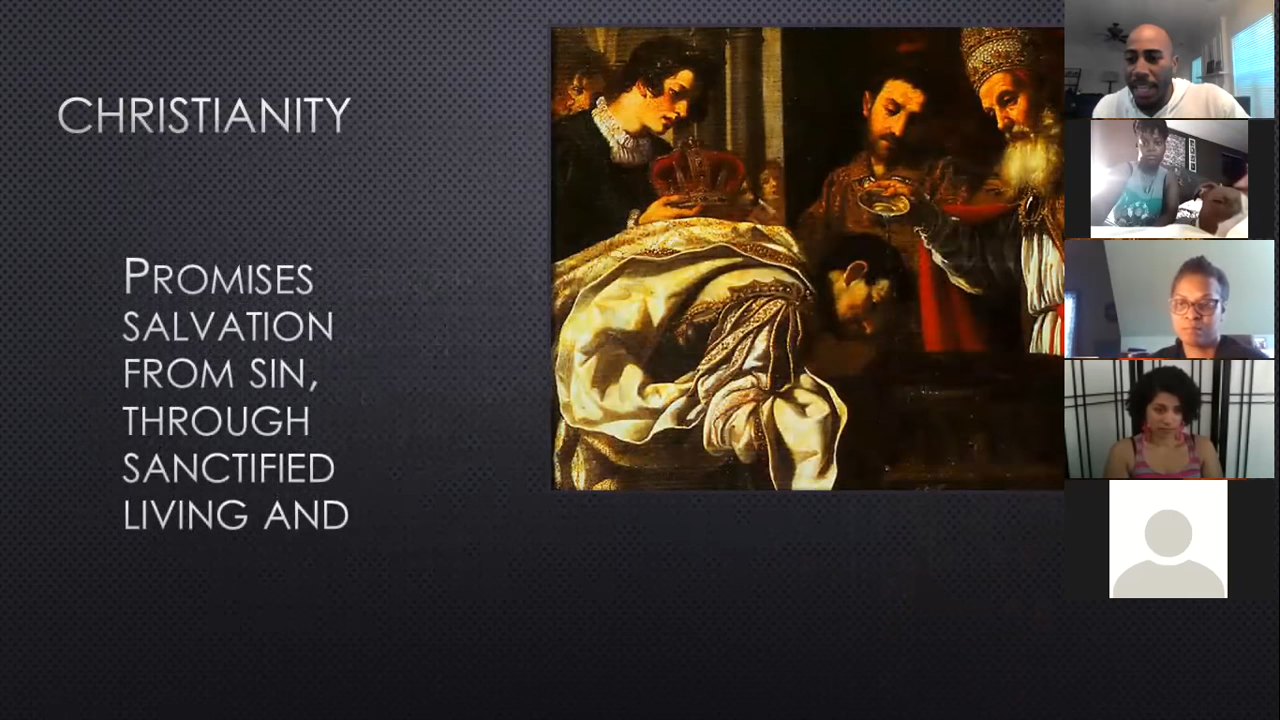 CHRISTIANITY
PROMISES
SALVATION
FROM SIN,
THROUGH
SANCTIFIED
LIVING AND